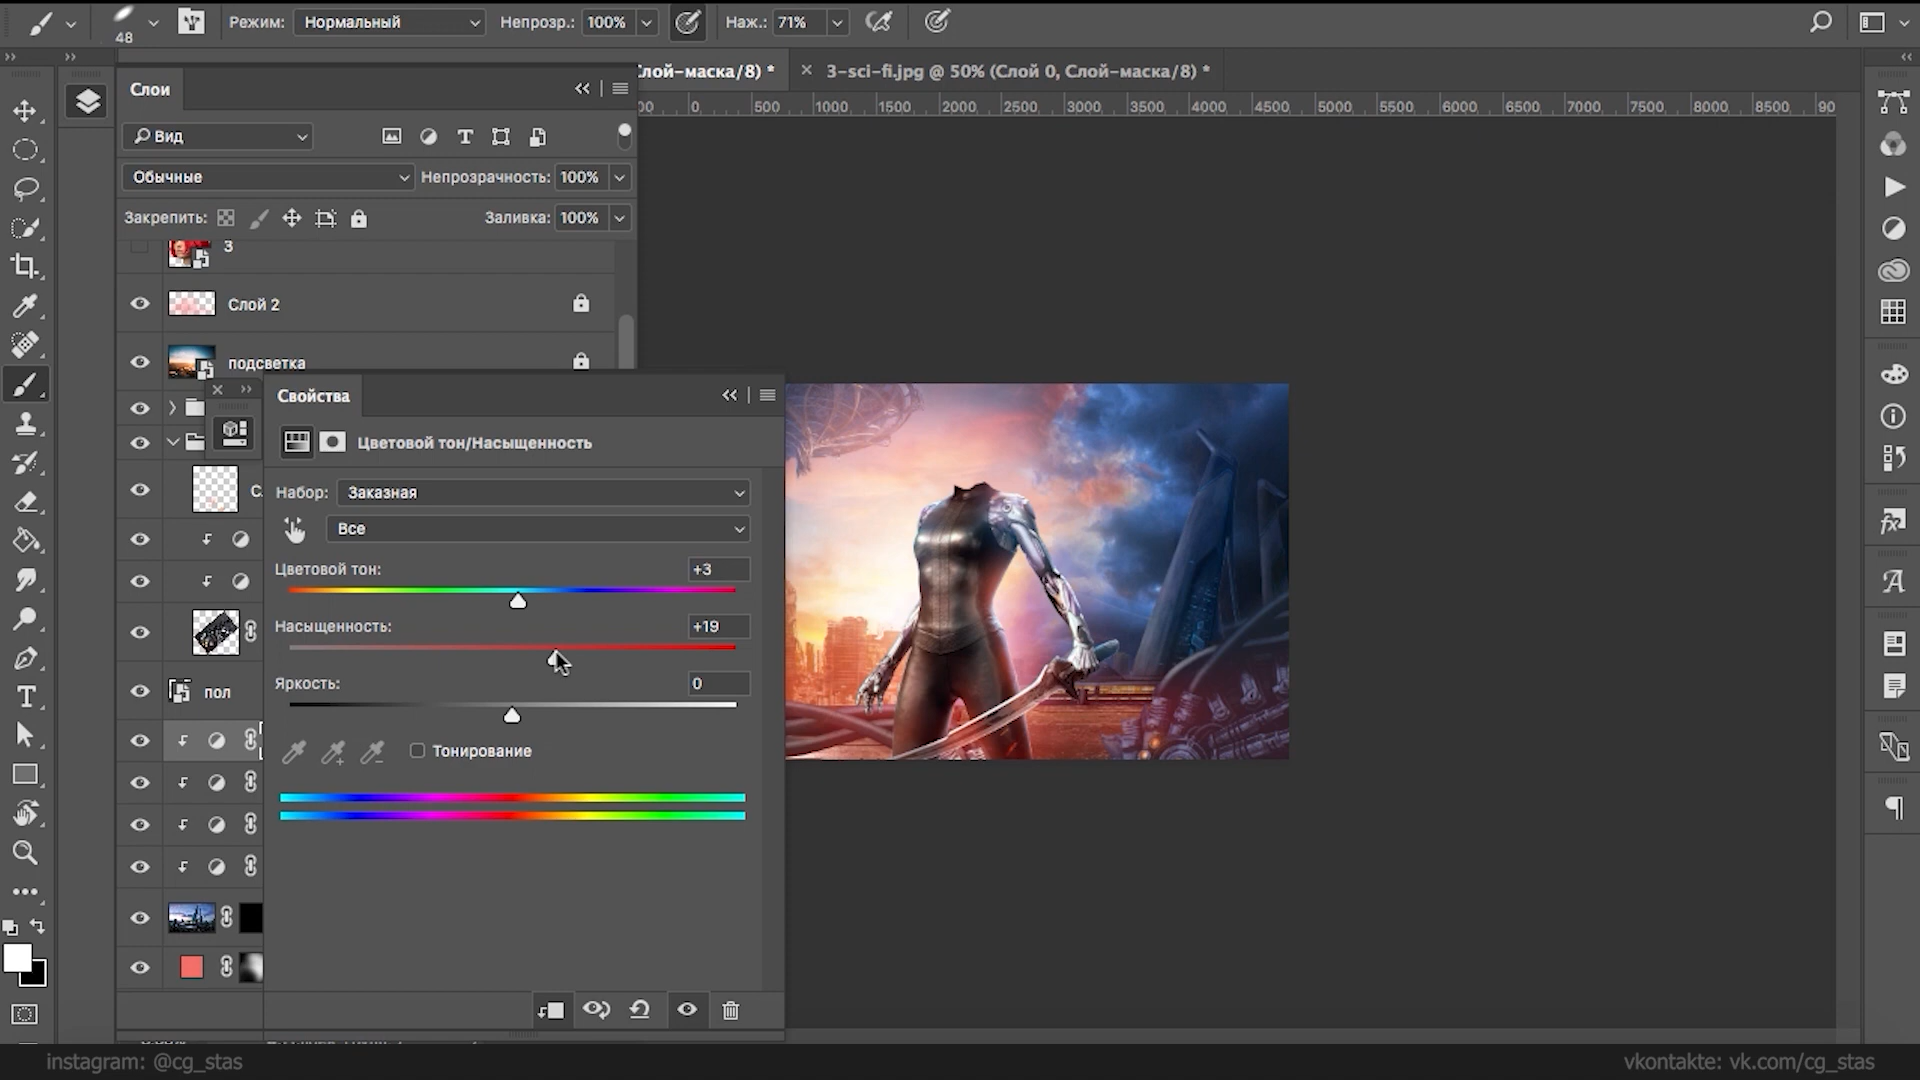 48
Режим: Нормальный Непрозр.: 100% Наж.: 71%
Слои
лой-маска/8) *
3-sci-fi.jpg @ 50% (Слой 0, Слой-маска/8) *
00 0 500 1000 1500 2000 2500 3000 3500 4000 4500 5000 5500 6000 6500 7000 7500 8000 8500 90
Вид
Обычные Непрозрачность: 100%
Закрепить: Заливка: 100%
3
Слой 2
подсветка
Свойства
Цветовой тон/Насыщенность
Набор: Заказная
Все
Цветовой тон: +3
Насыщенность: +19
Яркость: 0
Тонирование
С
пол
instagram: @cg_stas
vkontakte: vk.com/cg_stas